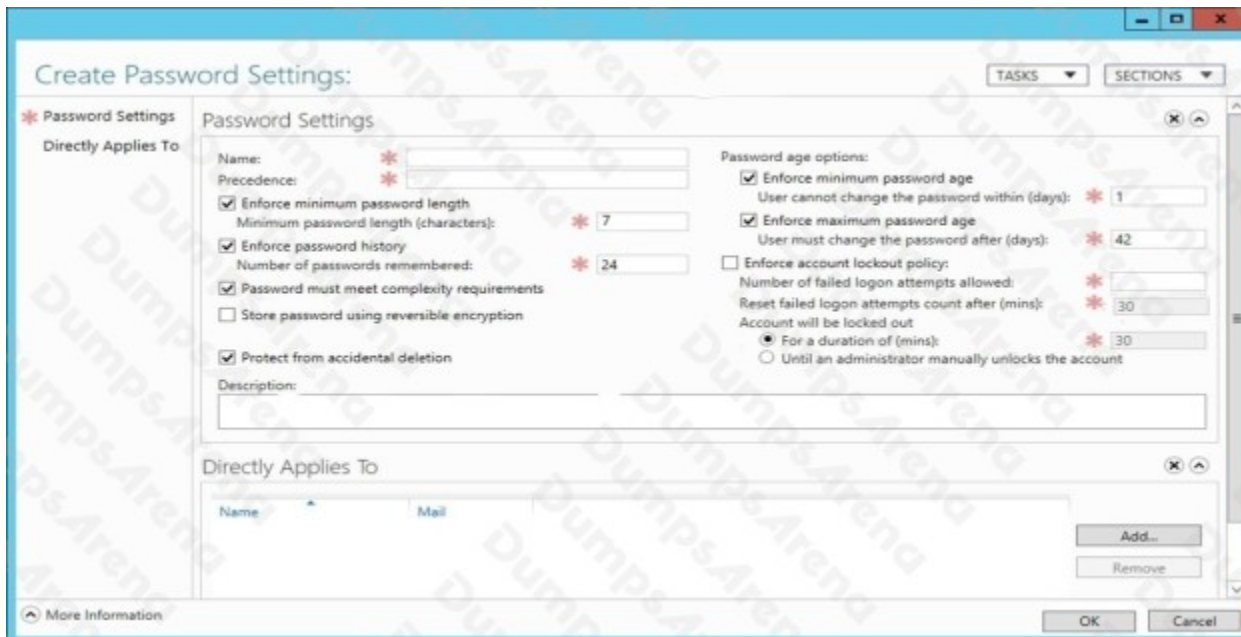 Create Password Settings:
TASKS
SECTIONS
Password Settings
Directly Applies To
Password Settings
Name:
Precedence:
Enforce minimum password length
Minimum password length (characters): 7
Enforce password history
Number of passwords remembered: 24
Password must meet complexity requirements
Store password using reversible encryption
Protect from accidental deletion
Description:
Password age options:
Enforce minimum password age
User cannot change the password within (days): 1
Enforce maximum password age
User must change the password after (days): 42
Enforce account lockout policy:
Number of failed logon attempts allowed:
Reset failed logon attempts count after (mins): 30
Account will be locked out
For a duration of (mins): 30
Until an administrator manually unlocks the account
Directly Applies To
Name Mail
Add...
Remove
More Information
OK Cancel
DumpsArena